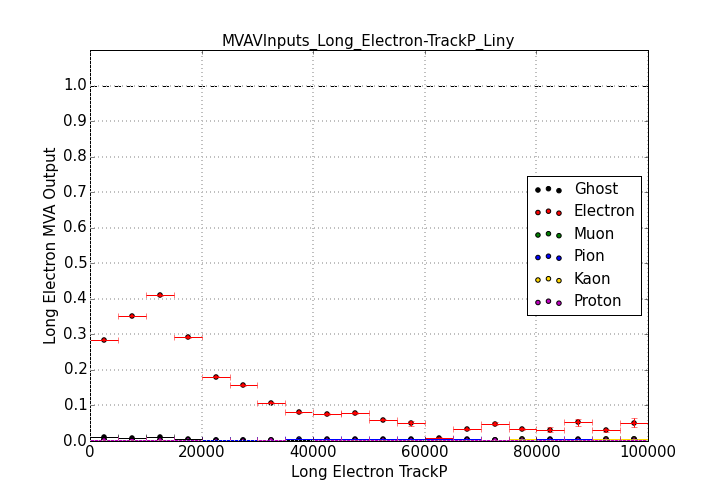 MVAVInputs_Long_Electron-TrackP_Liny
1.0
0.9
0.8
0.7
0.6
0.5
0.4
0.3
0.2
0.1
0.0
Long Electron MVA Output
Ghost
Electron
Muon
Pion
Kaon
Proton
0 20000 40000 60000 80000 100000
Long Electron TrackP